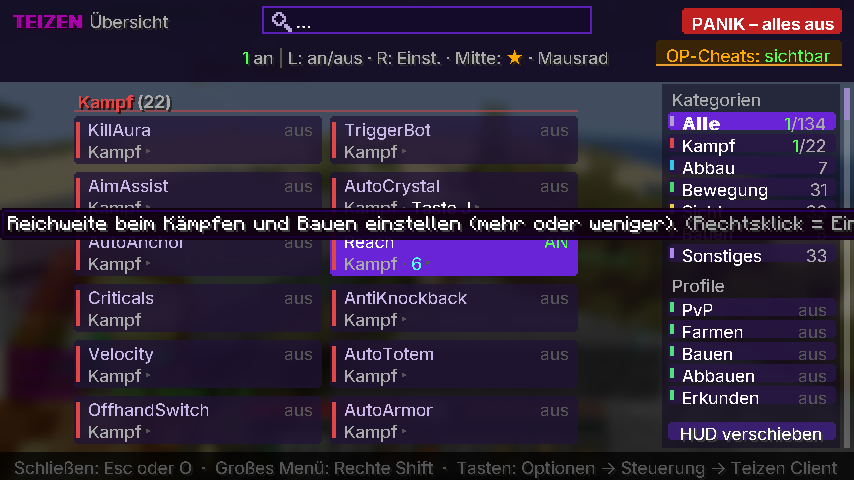 TEIZEN Übersicht
...
PANIK – alles aus
1 an | L: an/aus · R: Einst. · Mitte: ★ · Mausrad
OP-Cheats: sichtbar
Kampf (22)
KillAura aus
Kampf
TriggerBot aus
Kampf
AimAssist aus
AutoCrystal aus
Reichweite beim Kämpfen und Bauen einstellen (mehr oder weniger). (Rechtsklick = Ein
AutoAnchor aus
Kampf
Reach AN
Kampf 6
Criticals aus
Kampf
AntiKnockback aus
Kampf
Velocity aus
Kampf
AutoTotem aus
Kampf
OffhandSwitch aus
Kampf
AutoArmor aus
Kampf
Kategorien
Alle 1/134
Kampf 1/22
Abbau 7
Bewegung 31
Sonstiges 33
Profile
PvP aus
Farmen aus
Bauen aus
Abbauen aus
Erkunden aus
HUD verschieben
Schließen: Esc oder O · Großes Menü: Rechte Shift · Tasten: Optionen → Steuerung → Teizen Client